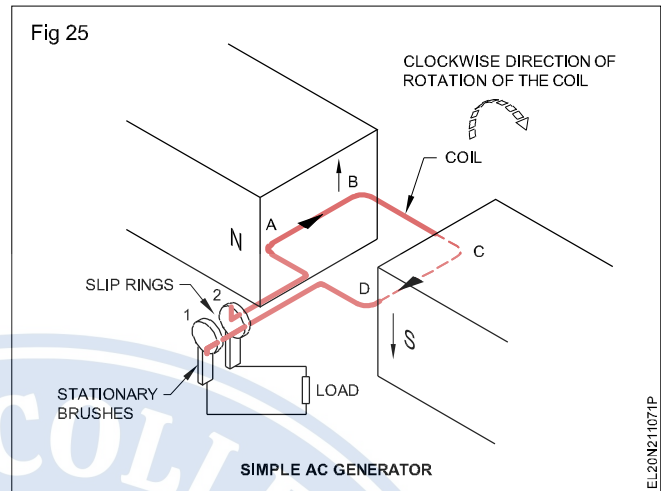 Fig 25
CLOCKWISE DIRECTION OF
ROTATION OF THE COIL
COIL
B
A
N
C
D
SLIP RINGS
2
1
S
STATIONARY
BRUSHES
LOAD
SIMPLE AC GENERATOR
EL20N211071P
COLL